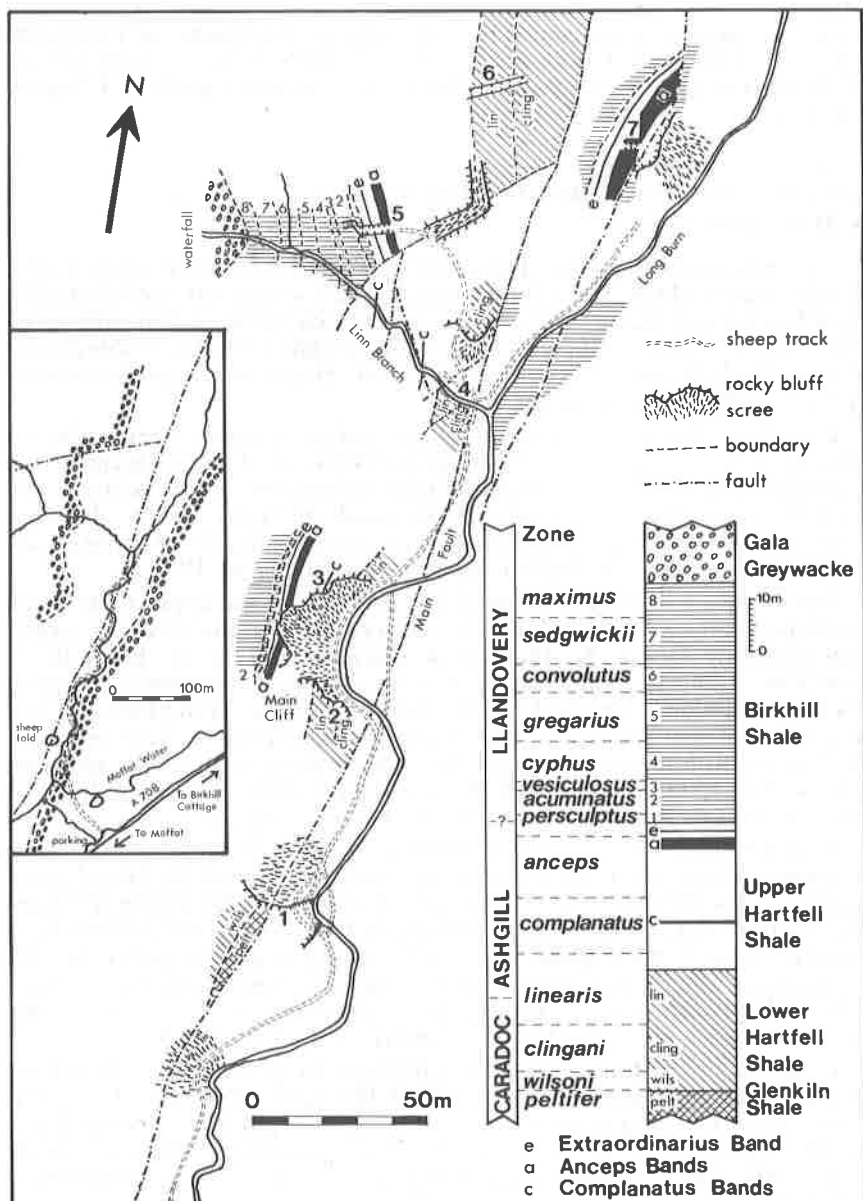 N
6
lin
cling
7
a
e
e
a
5
e
8
7
6
5
4
3
2
waterfall
c
Linn Branch
c
cling
4
lin
cling
Long Burn
sheep track
rocky bluff
scree
boundary
fault
Main Fault
e a
3
c
lin
2
a
Main
Cliff
2
lin
cling
1
wils
pelt
0 50m
0 100m
sheep
fold
Moffat Water
A 708
To Birkhill
Cottage
parking
To Moffat
Zone
LLANDOVERY
ASHGILL
CARADOC
maximus
sedgwickii
convolutus
gregarius
cyphus
vesiculosus
acuminatus
persculptus
anceps
complanatus
linearis
clingani
wilsoni
peltifer
?
8
7
6
5
4
3
2
1
e
a
c
lin
cling
wils
pelt
Gala
Greywacke
10m
0
Birkhill
Shale
Upper
Hartfell
Shale
Lower
Hartfell
Shale
Glenkiln
Shale
e Extraordinarius Band
a Anceps Bands
c Complanatus Bands